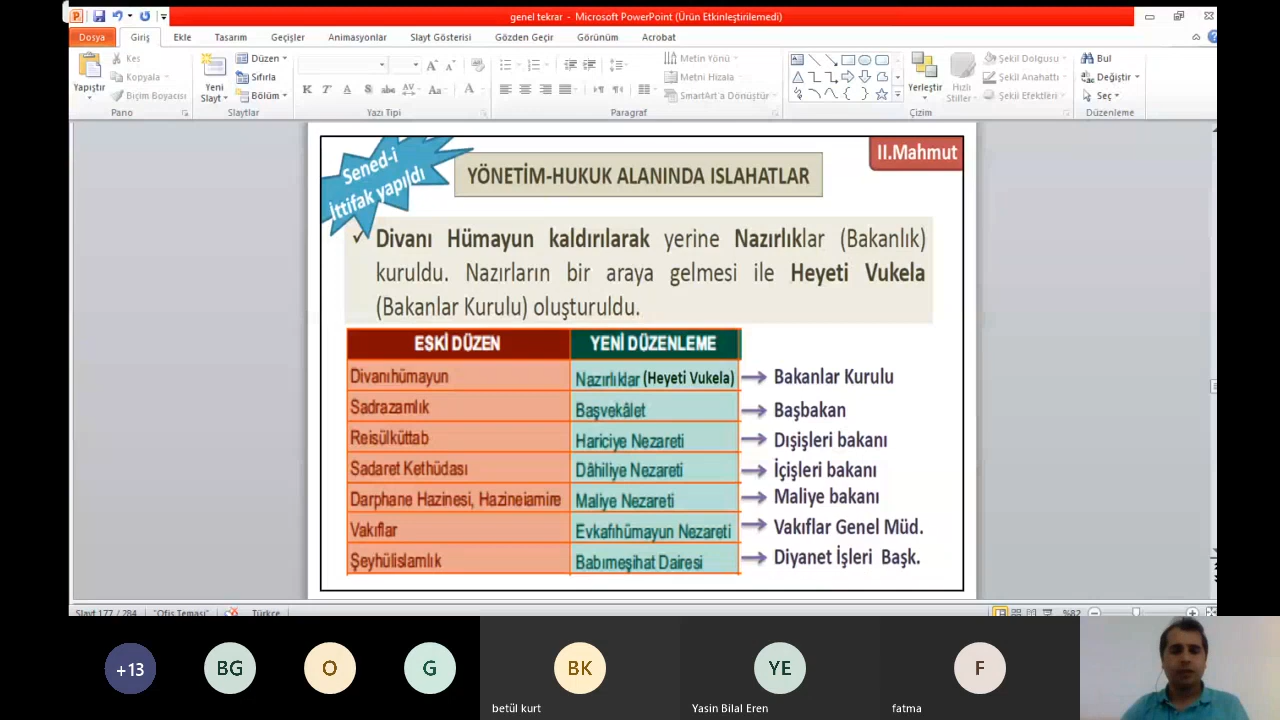 genel tekrar - Microsoft PowerPoint (Ürün Etkinleştirilemedi)
Dosya Giriş Ekle Tasarım Geçişler Animasyonlar Slayt Gösterisi Gözden Geçir Görünüm Acrobat
Yapıştır
Kes
Kopyala
Biçim Boyacısı
Pano
Yeni Slayt
Düzen
Sıfırla
Bölüm
Slaytlar
K T A S abc AV Aa A
Yazı Tipi
Metin Yönü
Metni Hizala
SmartArt'a Dönüştür
Paragraf
Yerleştir
Hızlı Stiller
Şekil Dolgusu
Şekil Anahattı
Şekil Efektleri
Çizim
Bul
Değiştir
Seç
Düzenleme
Sened-i
İttifak yapıldı
YÖNETİM-HUKUK ALANINDA ISLAHATLAR
II.Mahmut
✓ Divanı Hümayun kaldırılarak yerine Nazırlıklar (Bakanlık)
kuruldu. Nazırların bir araya gelmesi ile Heyeti Vukela
(Bakanlar Kurulu) oluşturuldu.
ESKİ DÜZEN YENİ DÜZENLEME
Divanıhümayun Nazırlıklar (Heyeti Vukela) → Bakanlar Kurulu
Sadrazamlık Başvekâlet → Başbakan
Reisülküttab Hariciye Nezareti → Dışişleri bakanı
Sadaret Kethüdası Dâhiliye Nezareti → İçişleri bakanı
Darphane Hazinesi, Hazineiamire Maliye Nezareti → Maliye bakanı
Vakıflar Evkafıhümayun Nezareti → Vakıflar Genel Müd.
Şeyhülislamlık Babımeşihat Dairesi → Diyanet İşleri Başk.
Slayt 177 / 284 "Ofis Teması" Türkçe %82
+13 BG O G BK YE F
betül kurt Yasin Bilal Eren fatma